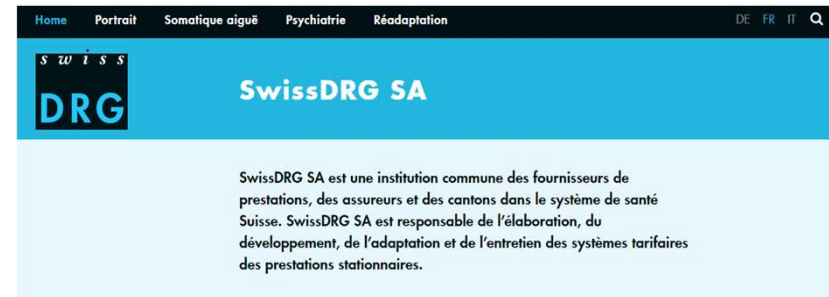 Home Portrait Somatique aiguë Psychiatrie Réadaptation DE FR IT
swiss
DRG
SwissDRG SA
SwissDRG SA est une institution commune des fournisseurs de
prestations, des assureurs et des cantons dans le système de santé
Suisse. SwissDRG SA est responsable de l'élaboration, du
développement, de l'adaptation et de l'entretien des systèmes tarifaires
des prestations stationnaires.